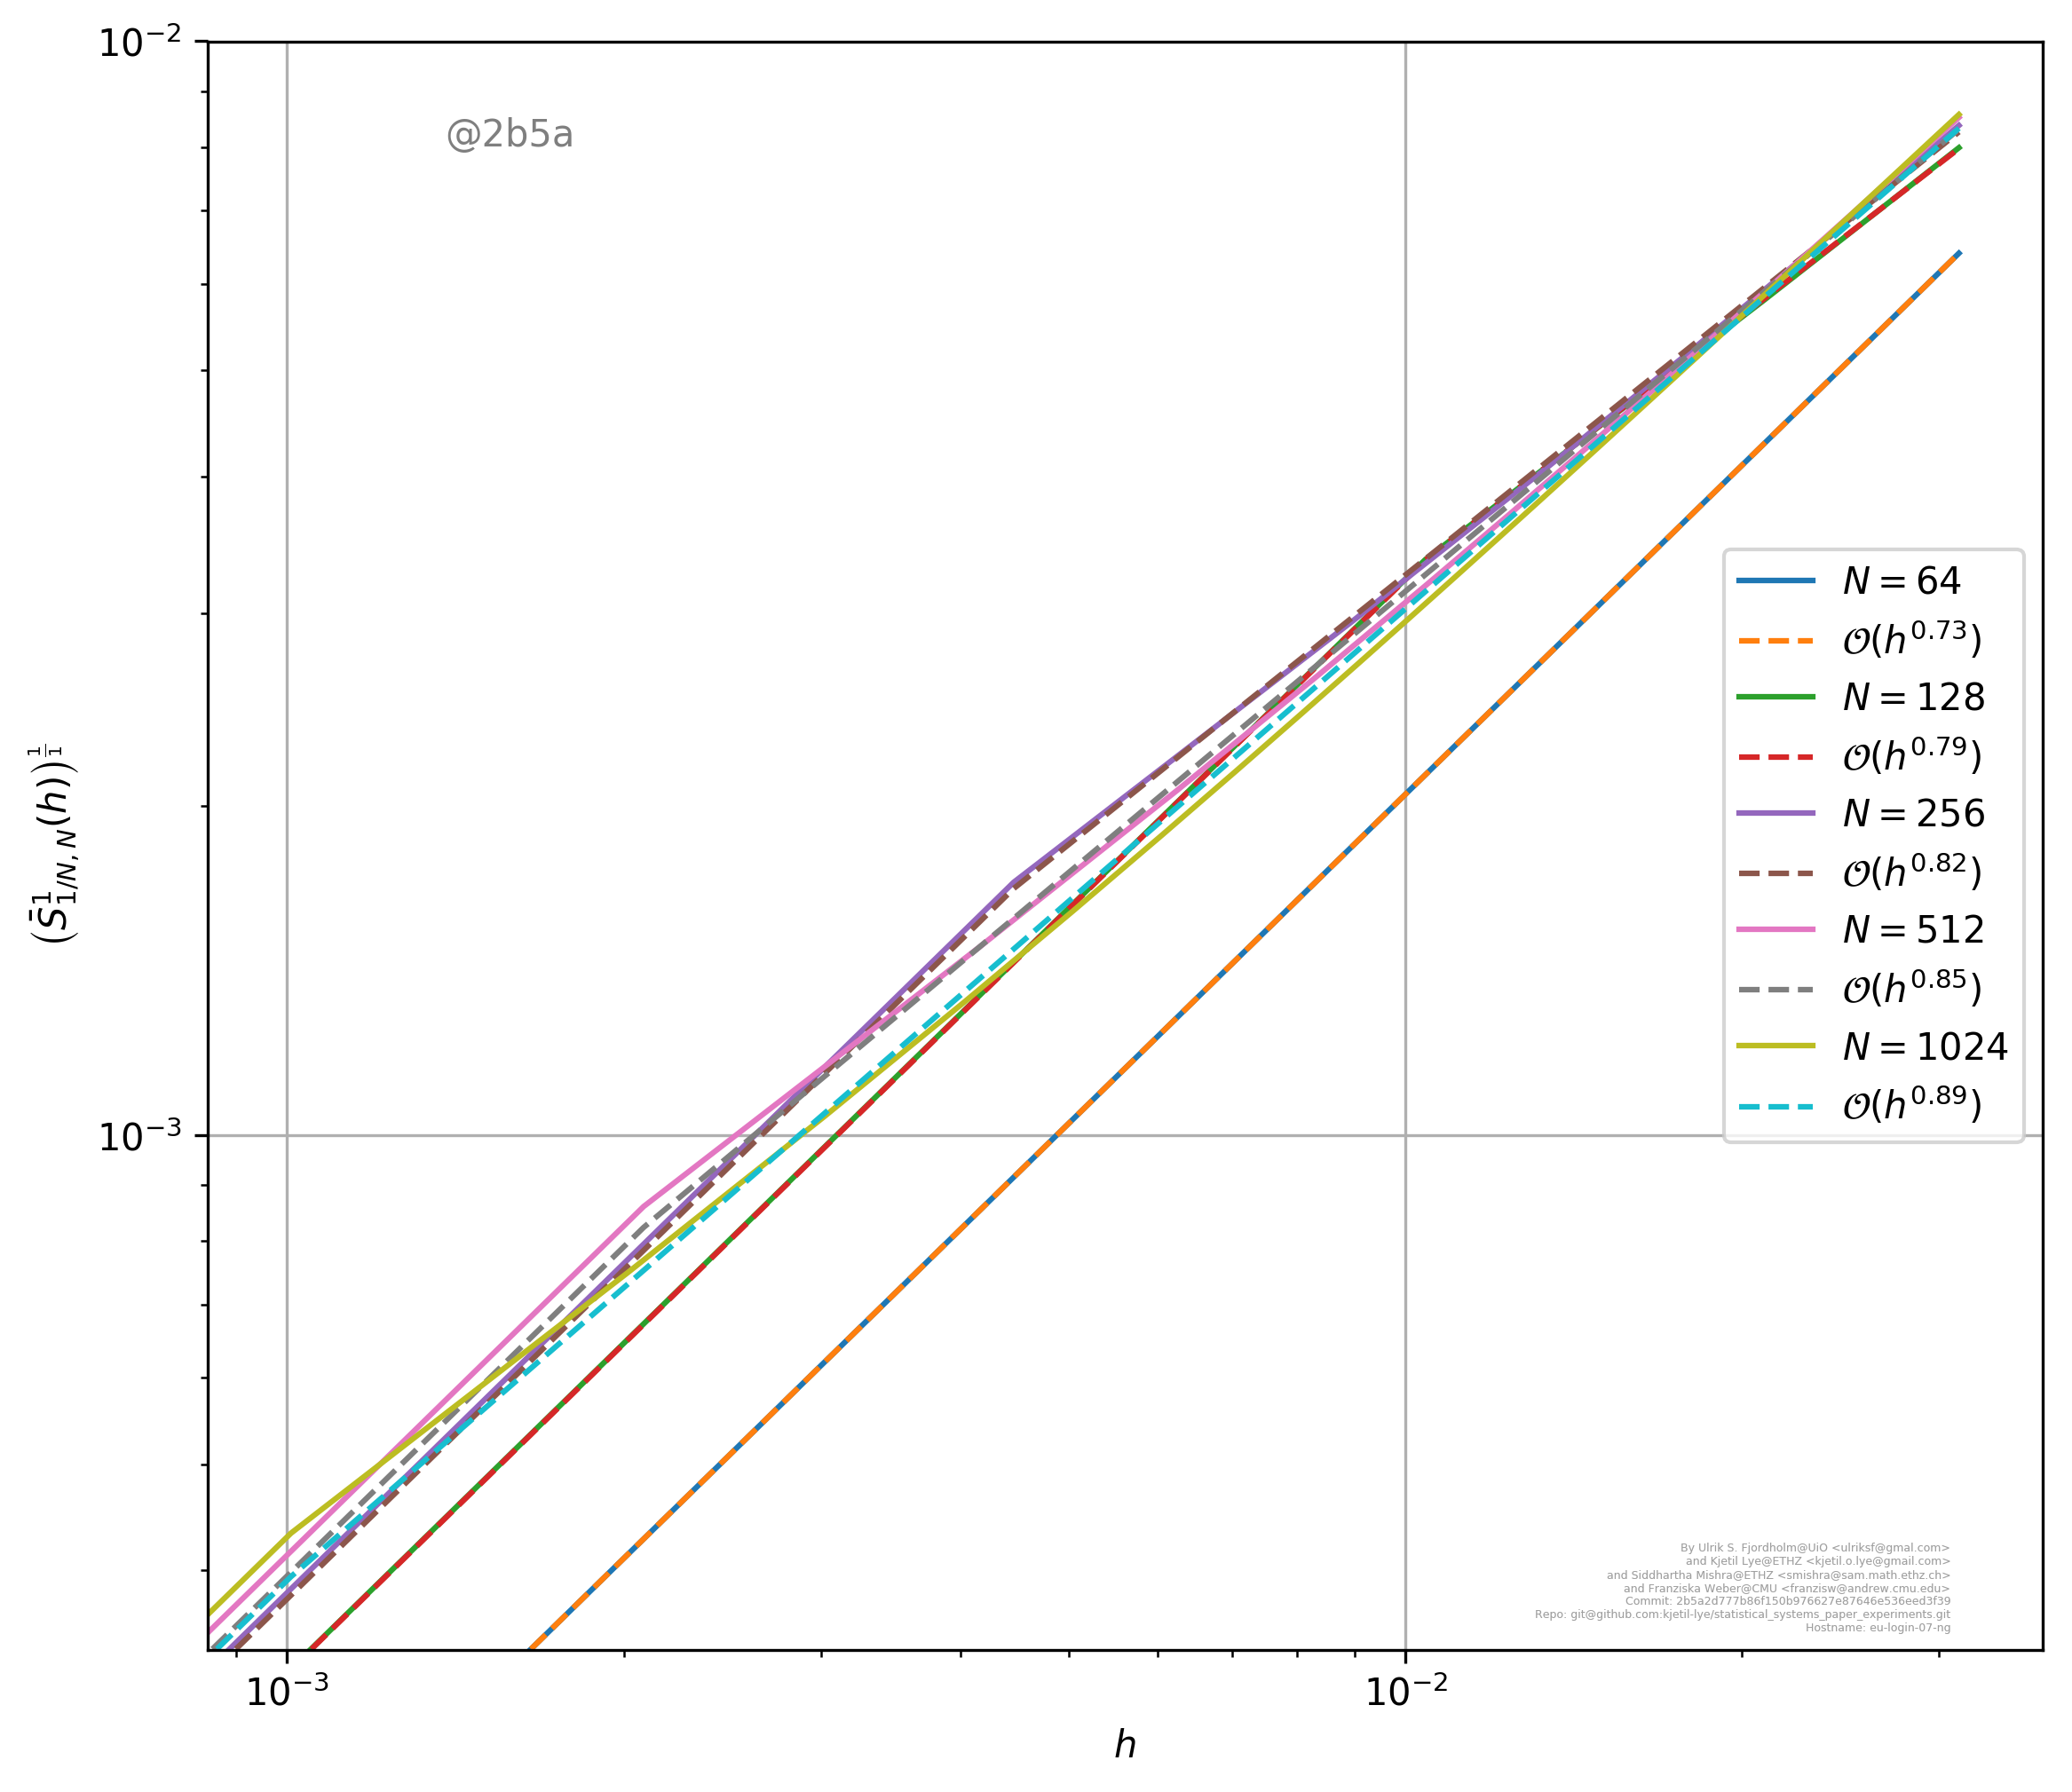 10⁻²
@2b5a
10⁻³
(S̄¹₁/N,N(h))^(1/1)
N = 64
𝒪(h^0.73)
N = 128
𝒪(h^0.79)
N = 256
𝒪(h^0.82)
N = 512
𝒪(h^0.85)
N = 1024
𝒪(h^0.89)
By Ulrik S. Fjordholm@UiO <ulriksf@gmal.com>
and Kjetil Lye@ETHZ <kjetil.o.lye@gmail.com>
and Siddhartha Mishra@ETHZ <smishra@sam.math.ethz.ch>
and Franziska Weber@CMU <franzisw@andrew.cmu.edu>
Commit: 2b5a2d777b86f150b976627e87646e536eed3f39
Repo: git@github.com:kjetil-lye/statistical_systems_paper_experiments.git
Hostname: eu-login-07-ng
10⁻³ 10⁻²
h